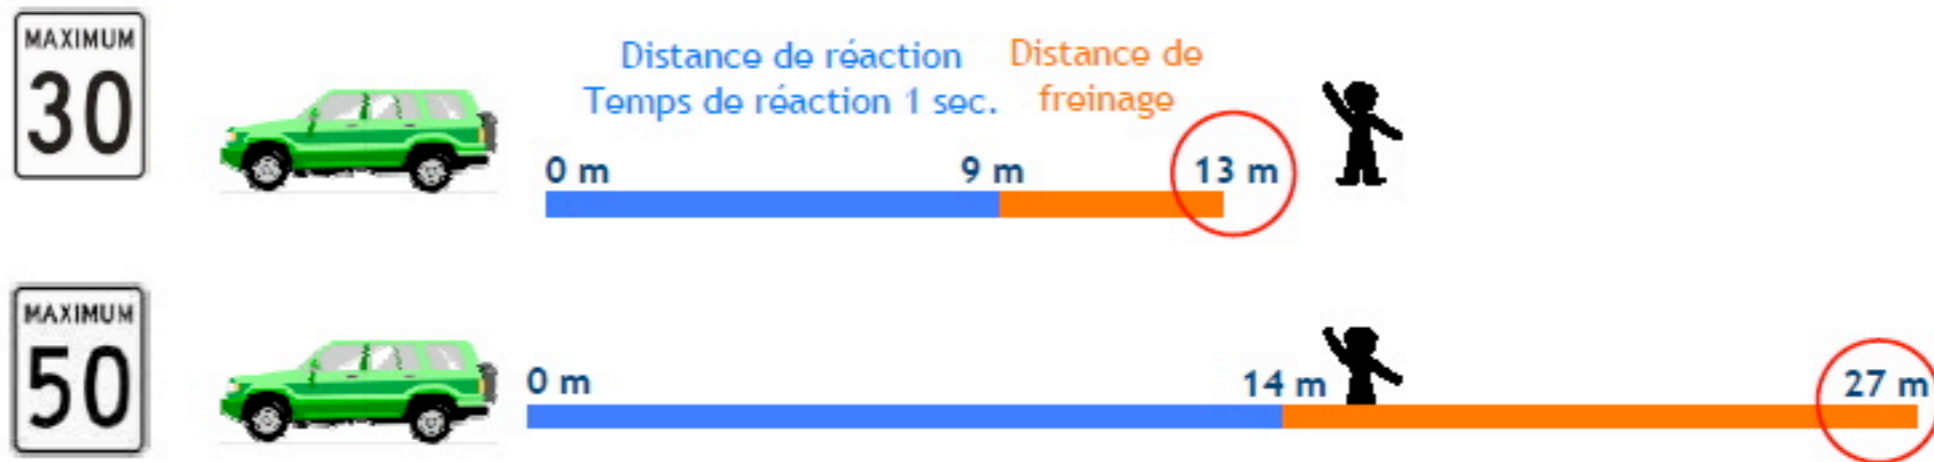 MAXIMUM
30
Distance de réaction
Temps de réaction 1 sec.
Distance de
freinage
0 m
9 m
13 m
MAXIMUM
50
0 m
14 m
27 m